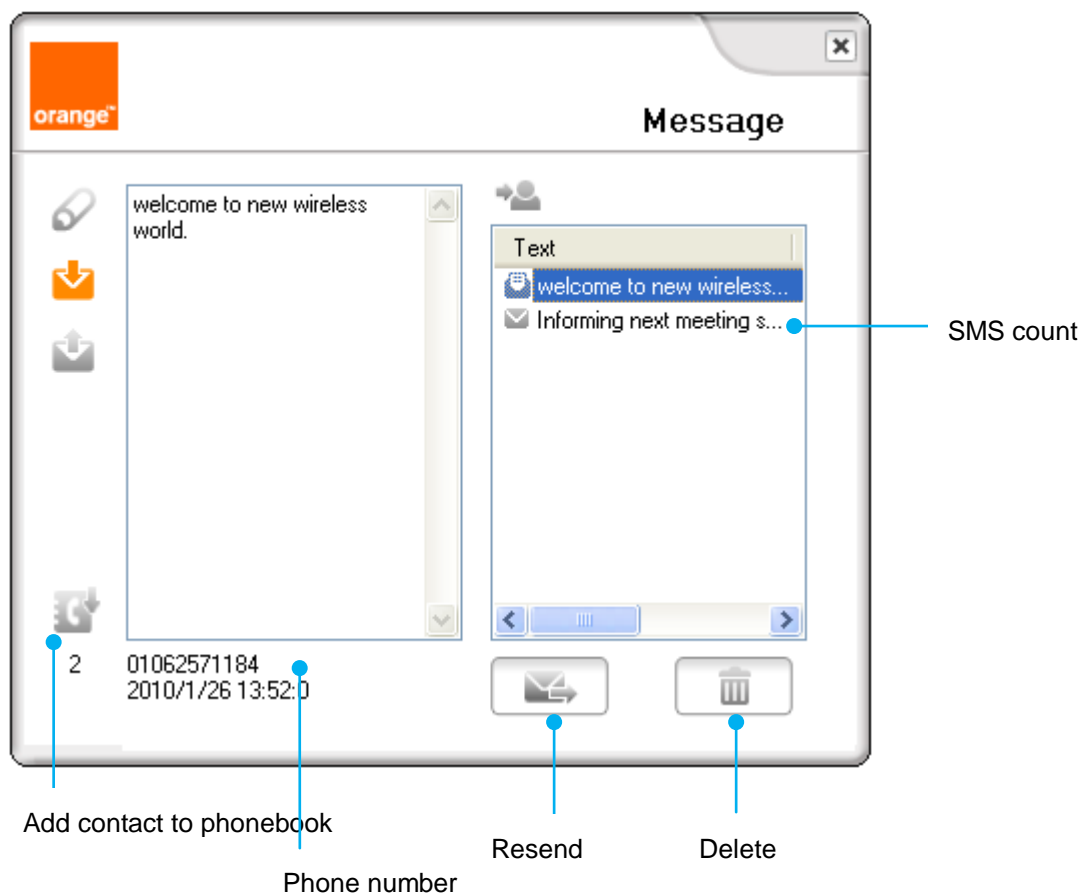 orange™
Message
welcome to new wireless
world.
Text
welcome to new wireless...
Informing next meeting s...
SMS count
2
01062571184
2010/1/26 13:52:0
Add contact to phonebook
Resend
Delete
Phone number